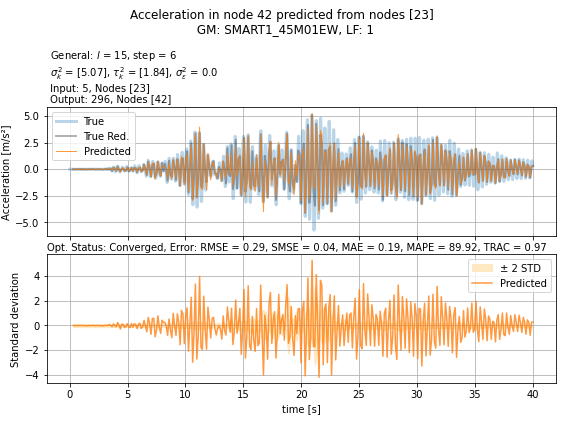 Acceleration in node 42 predicted from nodes [23]
GM: SMART1_45M01EW, LF: 1
General: l = 15, step = 6
σ²ₖ = [5.07], τ²ₖ = [1.84], σ²ε = 0.0
Input: 5, Nodes [23]
Output: 296, Nodes [42]
5.0
2.5
0.0
−2.5
−5.0
Acceleration [m/s²]
True
True Red.
Predicted
Opt. Status: Converged, Error: RMSE = 0.29, SMSE = 0.04, MAE = 0.19, MAPE = 89.92, TRAC = 0.97
4
2
0
−2
−4
Standard deviation
± 2 STD
Predicted
0 5 10 15 20 25 30 35 40
time [s]